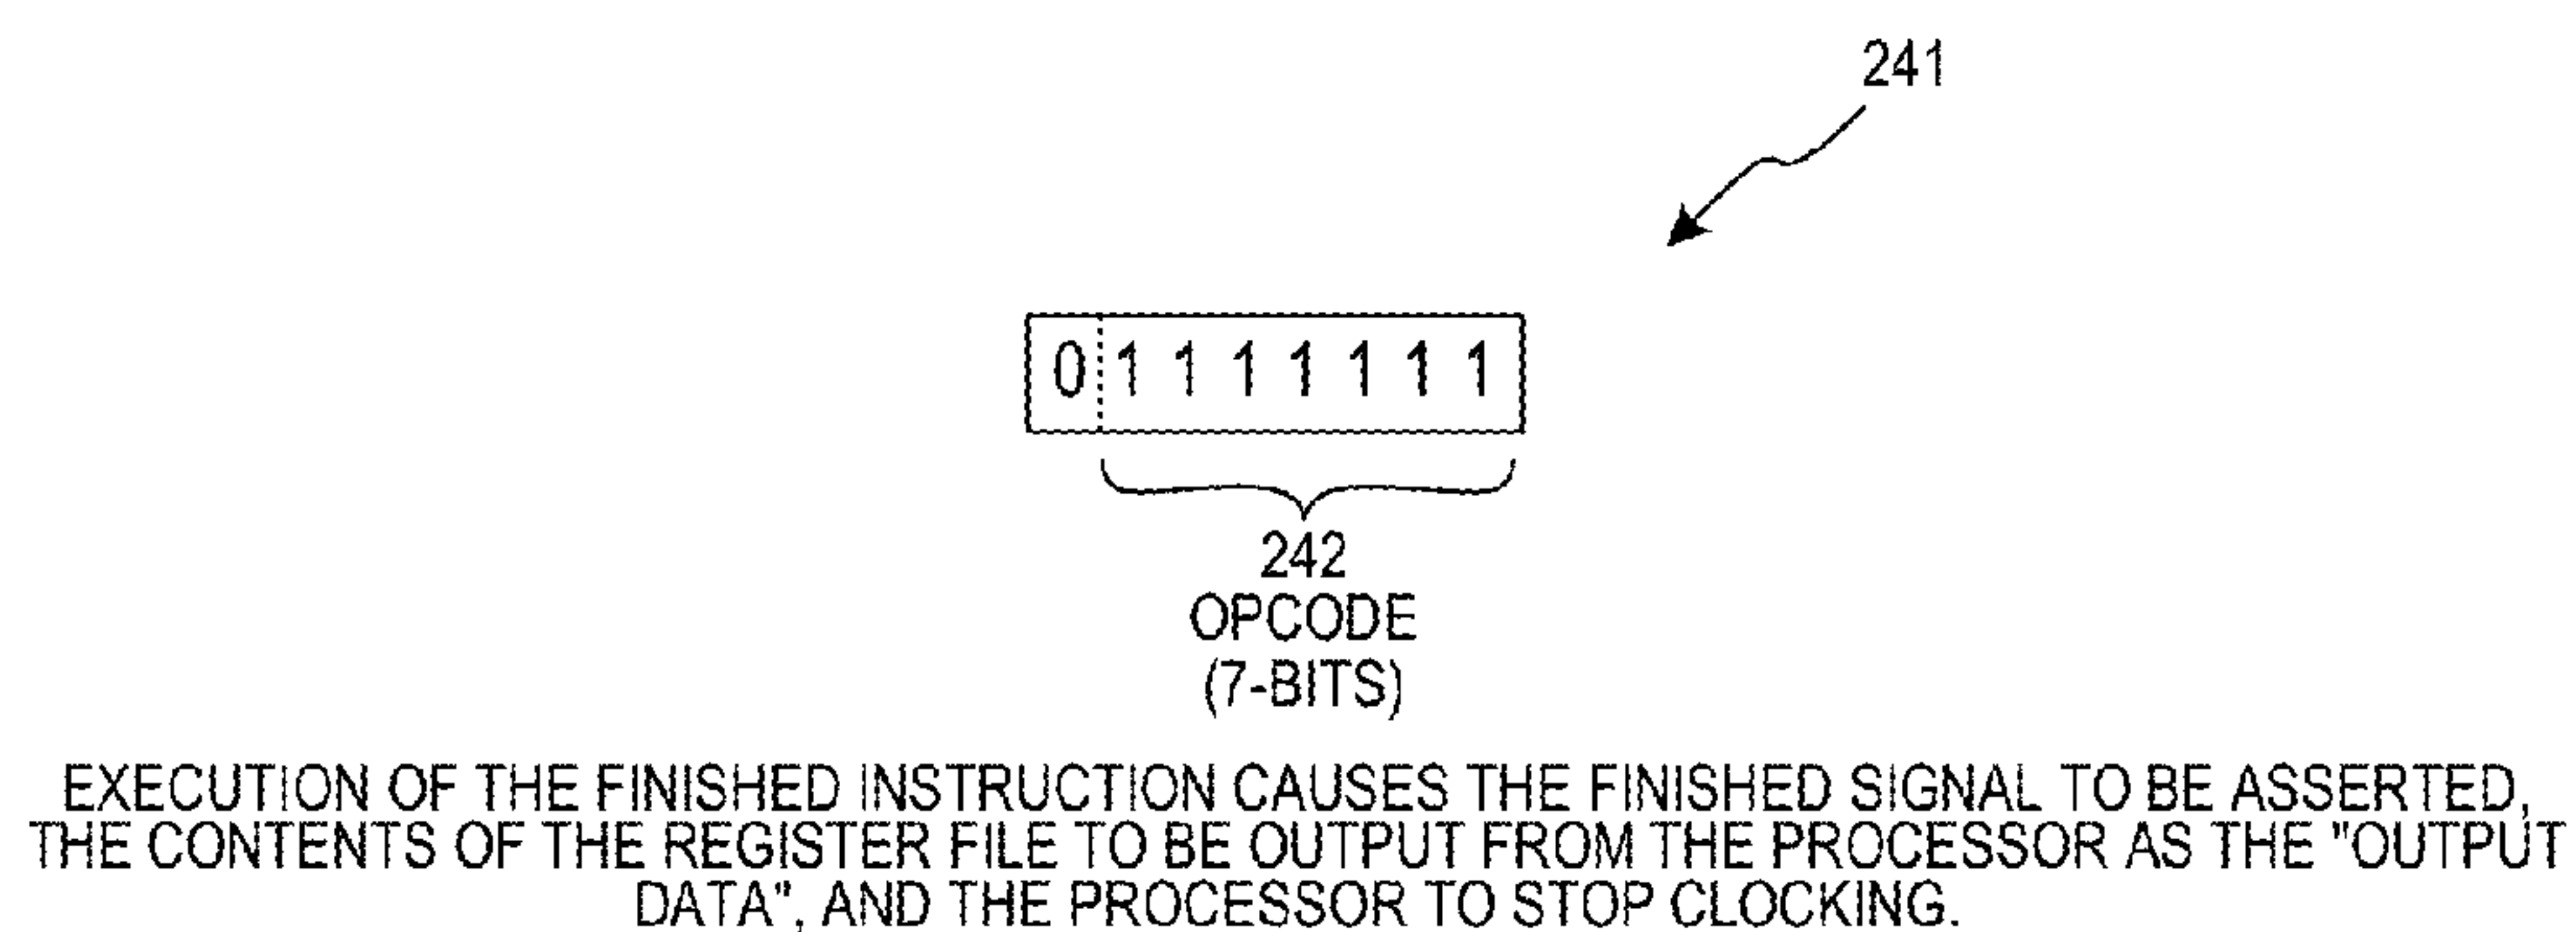 241
0 1 1 1 1 1 1 1
242
OPCODE
(7-BITS)
EXECUTION OF THE FINISHED INSTRUCTION CAUSES THE FINISHED SIGNAL TO BE ASSERTED,
THE CONTENTS OF THE REGISTER FILE TO BE OUTPUT FROM THE PROCESSOR AS THE "OUTPUT
DATA", AND THE PROCESSOR TO STOP CLOCKING.